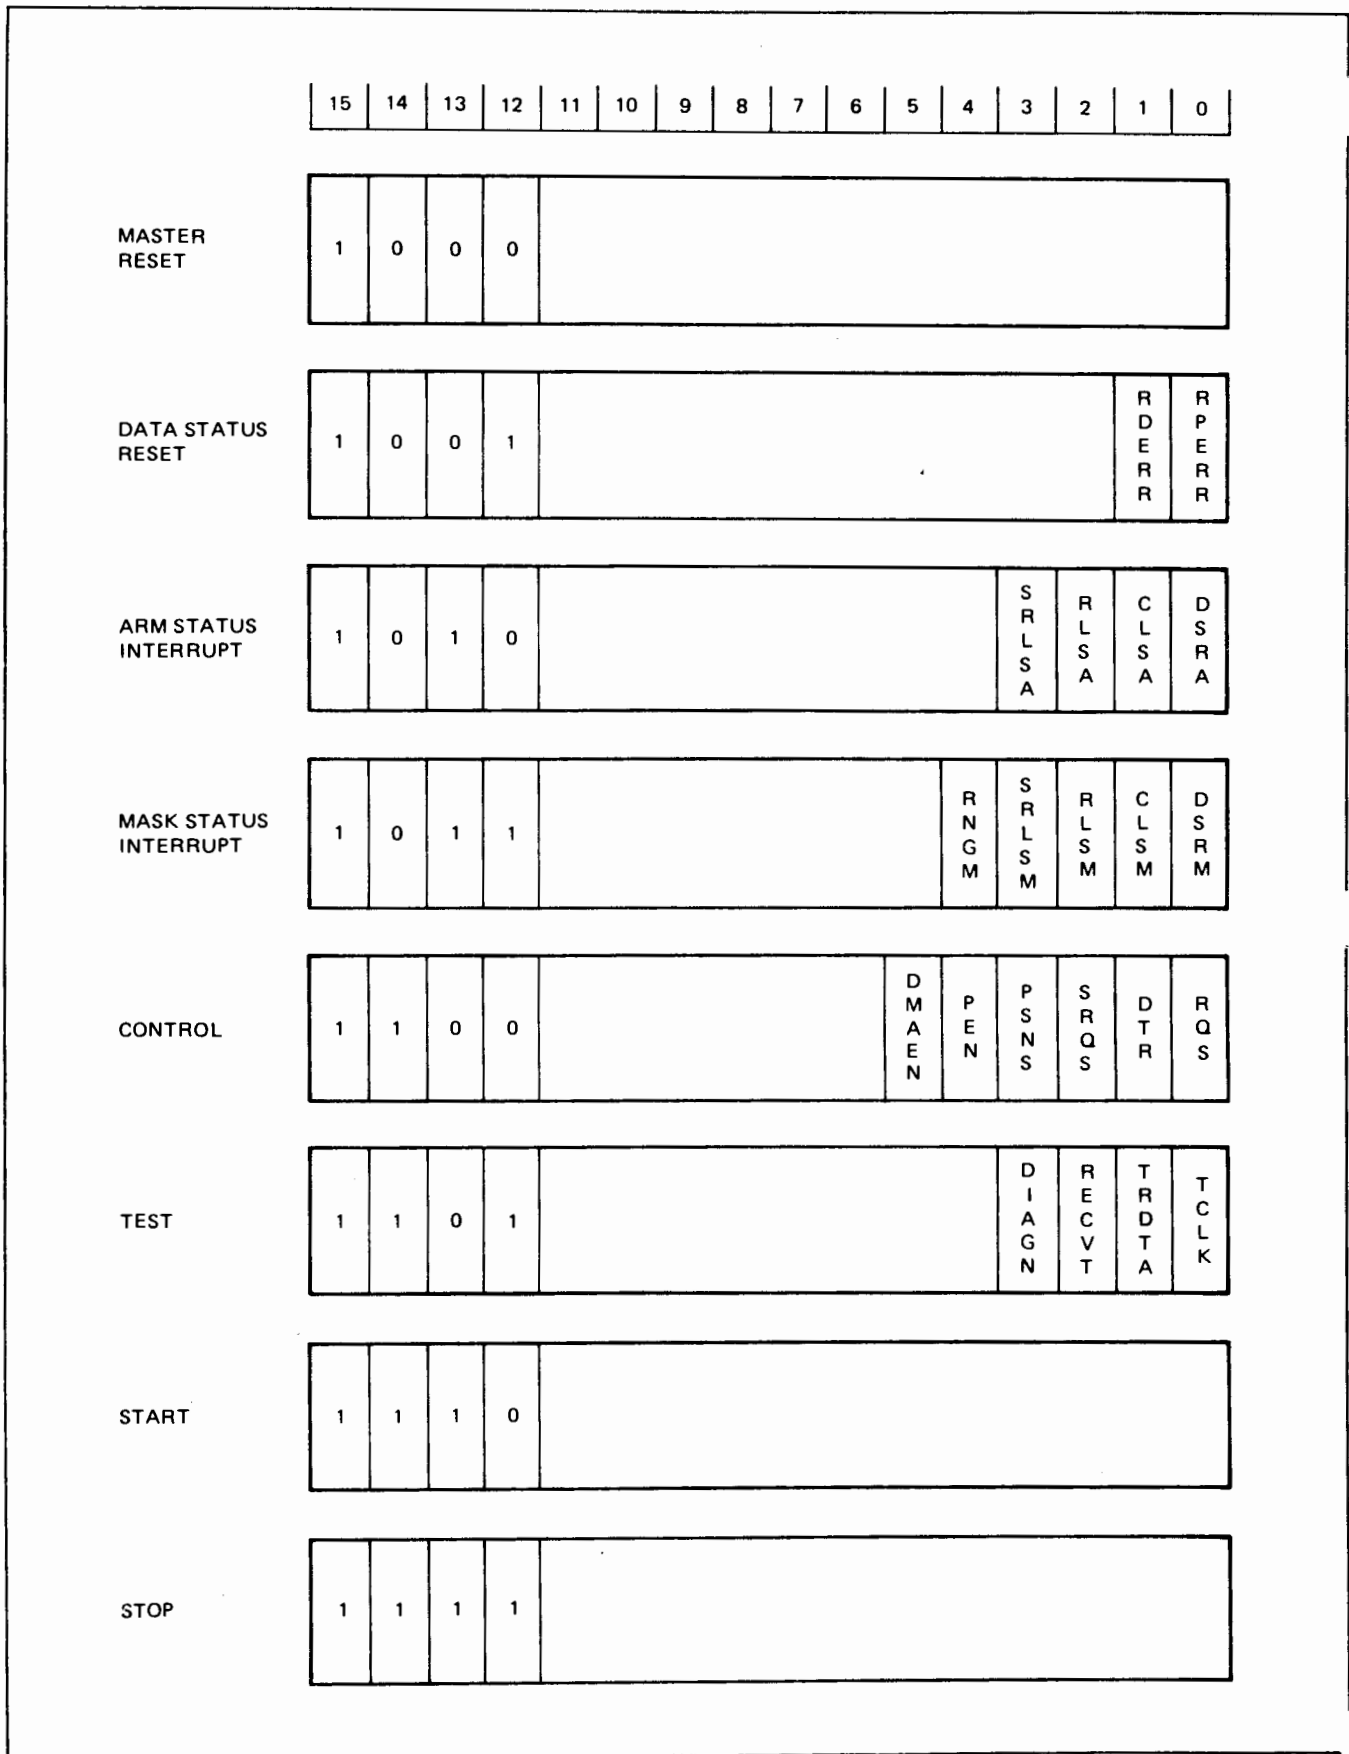 15 14 13 12 11 10 9 8 7 6 5 4 3 2 1 0
MASTER
RESET
1 0 0 0
DATA STATUS
RESET
1 0 0 1
RDERR RPERR
ARM STATUS
INTERRUPT
1 0 1 0
SRLSA RLSA CLSA DSRA
MASK STATUS
INTERRUPT
1 0 1 1
RNGM SRLSM RLSM CLSM DSRM
CONTROL
1 1 0 0
DMAEN PEN PSNS SRQS DTR RQS
TEST
1 1 0 1
DIAGN RECVT TRDTA TCLK
START
1 1 1 0
STOP
1 1 1 1